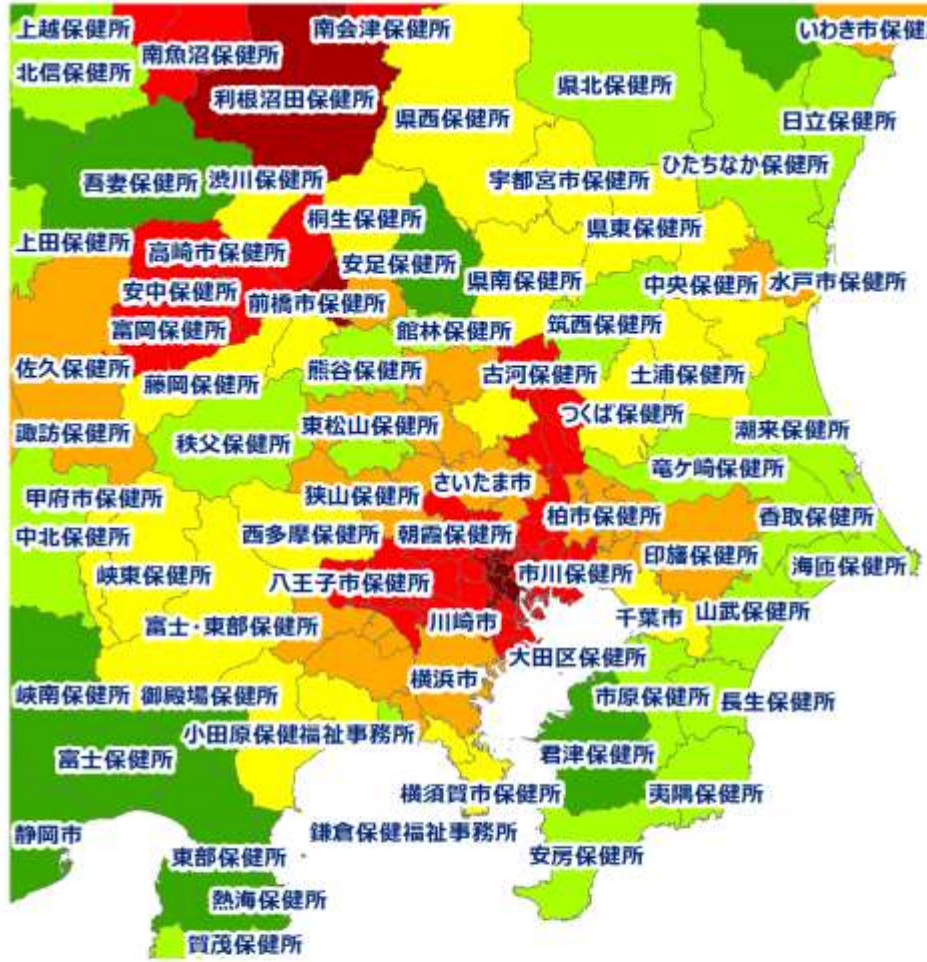 上越保健所
南会津保健所
いわき市保健
南魚沼保健所
北信保健所
利根沼田保健所
県北保健所
県西保健所
日立保健所
ひたちなか保健所
吾妻保健所
渋川保健所
宇都宮市保健所
桐生保健所
県東保健所
上田保健所
高崎市保健所
安足保健所
県南保健所
中央保健所
水戸市保健所
安中保健所
前橋市保健所
富岡保健所
館林保健所
筑西保健所
佐久保健所
藤岡保健所
熊谷保健所
古河保健所
土浦保健所
つくば保健所
諏訪保健所
秩父保健所
東松山保健所
潮来保健所
竜ケ崎保健所
さいたま市
甲府市保健所
狭山保健所
柏市保健所
香取保健所
中北保健所
西多摩保健所
朝霞保健所
印旛保健所
海匝保健所
峡東保健所
八王子市保健所
市川保健所
千葉市
山武保健所
富士・東部保健所
川崎市
大田区保健所
横浜市
峡南保健所
御殿場保健所
市原保健所
長生保健所
小田原保健福祉事務所
富士保健所
君津保健所
横須賀市保健所
夷隅保健所
静岡市
鎌倉保健福祉事務所
東部保健所
安房保健所
熱海保健所
賀茂保健所